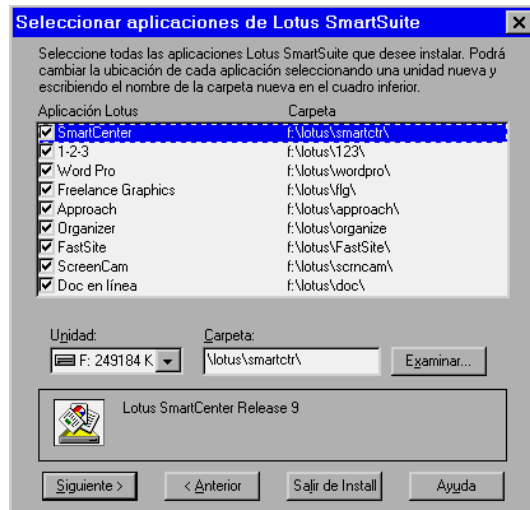 Seleccionar aplicaciones de Lotus SmartSuite
Seleccione todas las aplicaciones Lotus SmartSuite que desee instalar. Podrá
cambiar la ubicación de cada aplicación seleccionando una unidad nueva y
escribiendo el nombre de la carpeta nueva en el cuadro inferior.
Aplicación Lotus Carpeta
SmartCenter f:\lotus\smartctr\
1-2-3 f:\lotus\123\
Word Pro f:\lotus\wordpro\
Freelance Graphics f:\lotus\flg\
Approach f:\lotus\approach\
Organizer f:\lotus\organize
FastSite f:\lotus\FastSite\
ScreenCam f:\lotus\scrncam\
Doc en línea f:\lotus\doc\
Unidad: Carpeta:
F: 249184 K \lotus\smartctr\ Examinar...
Lotus SmartCenter Release 9
Siguiente > < Anterior Salir de Install Ayuda